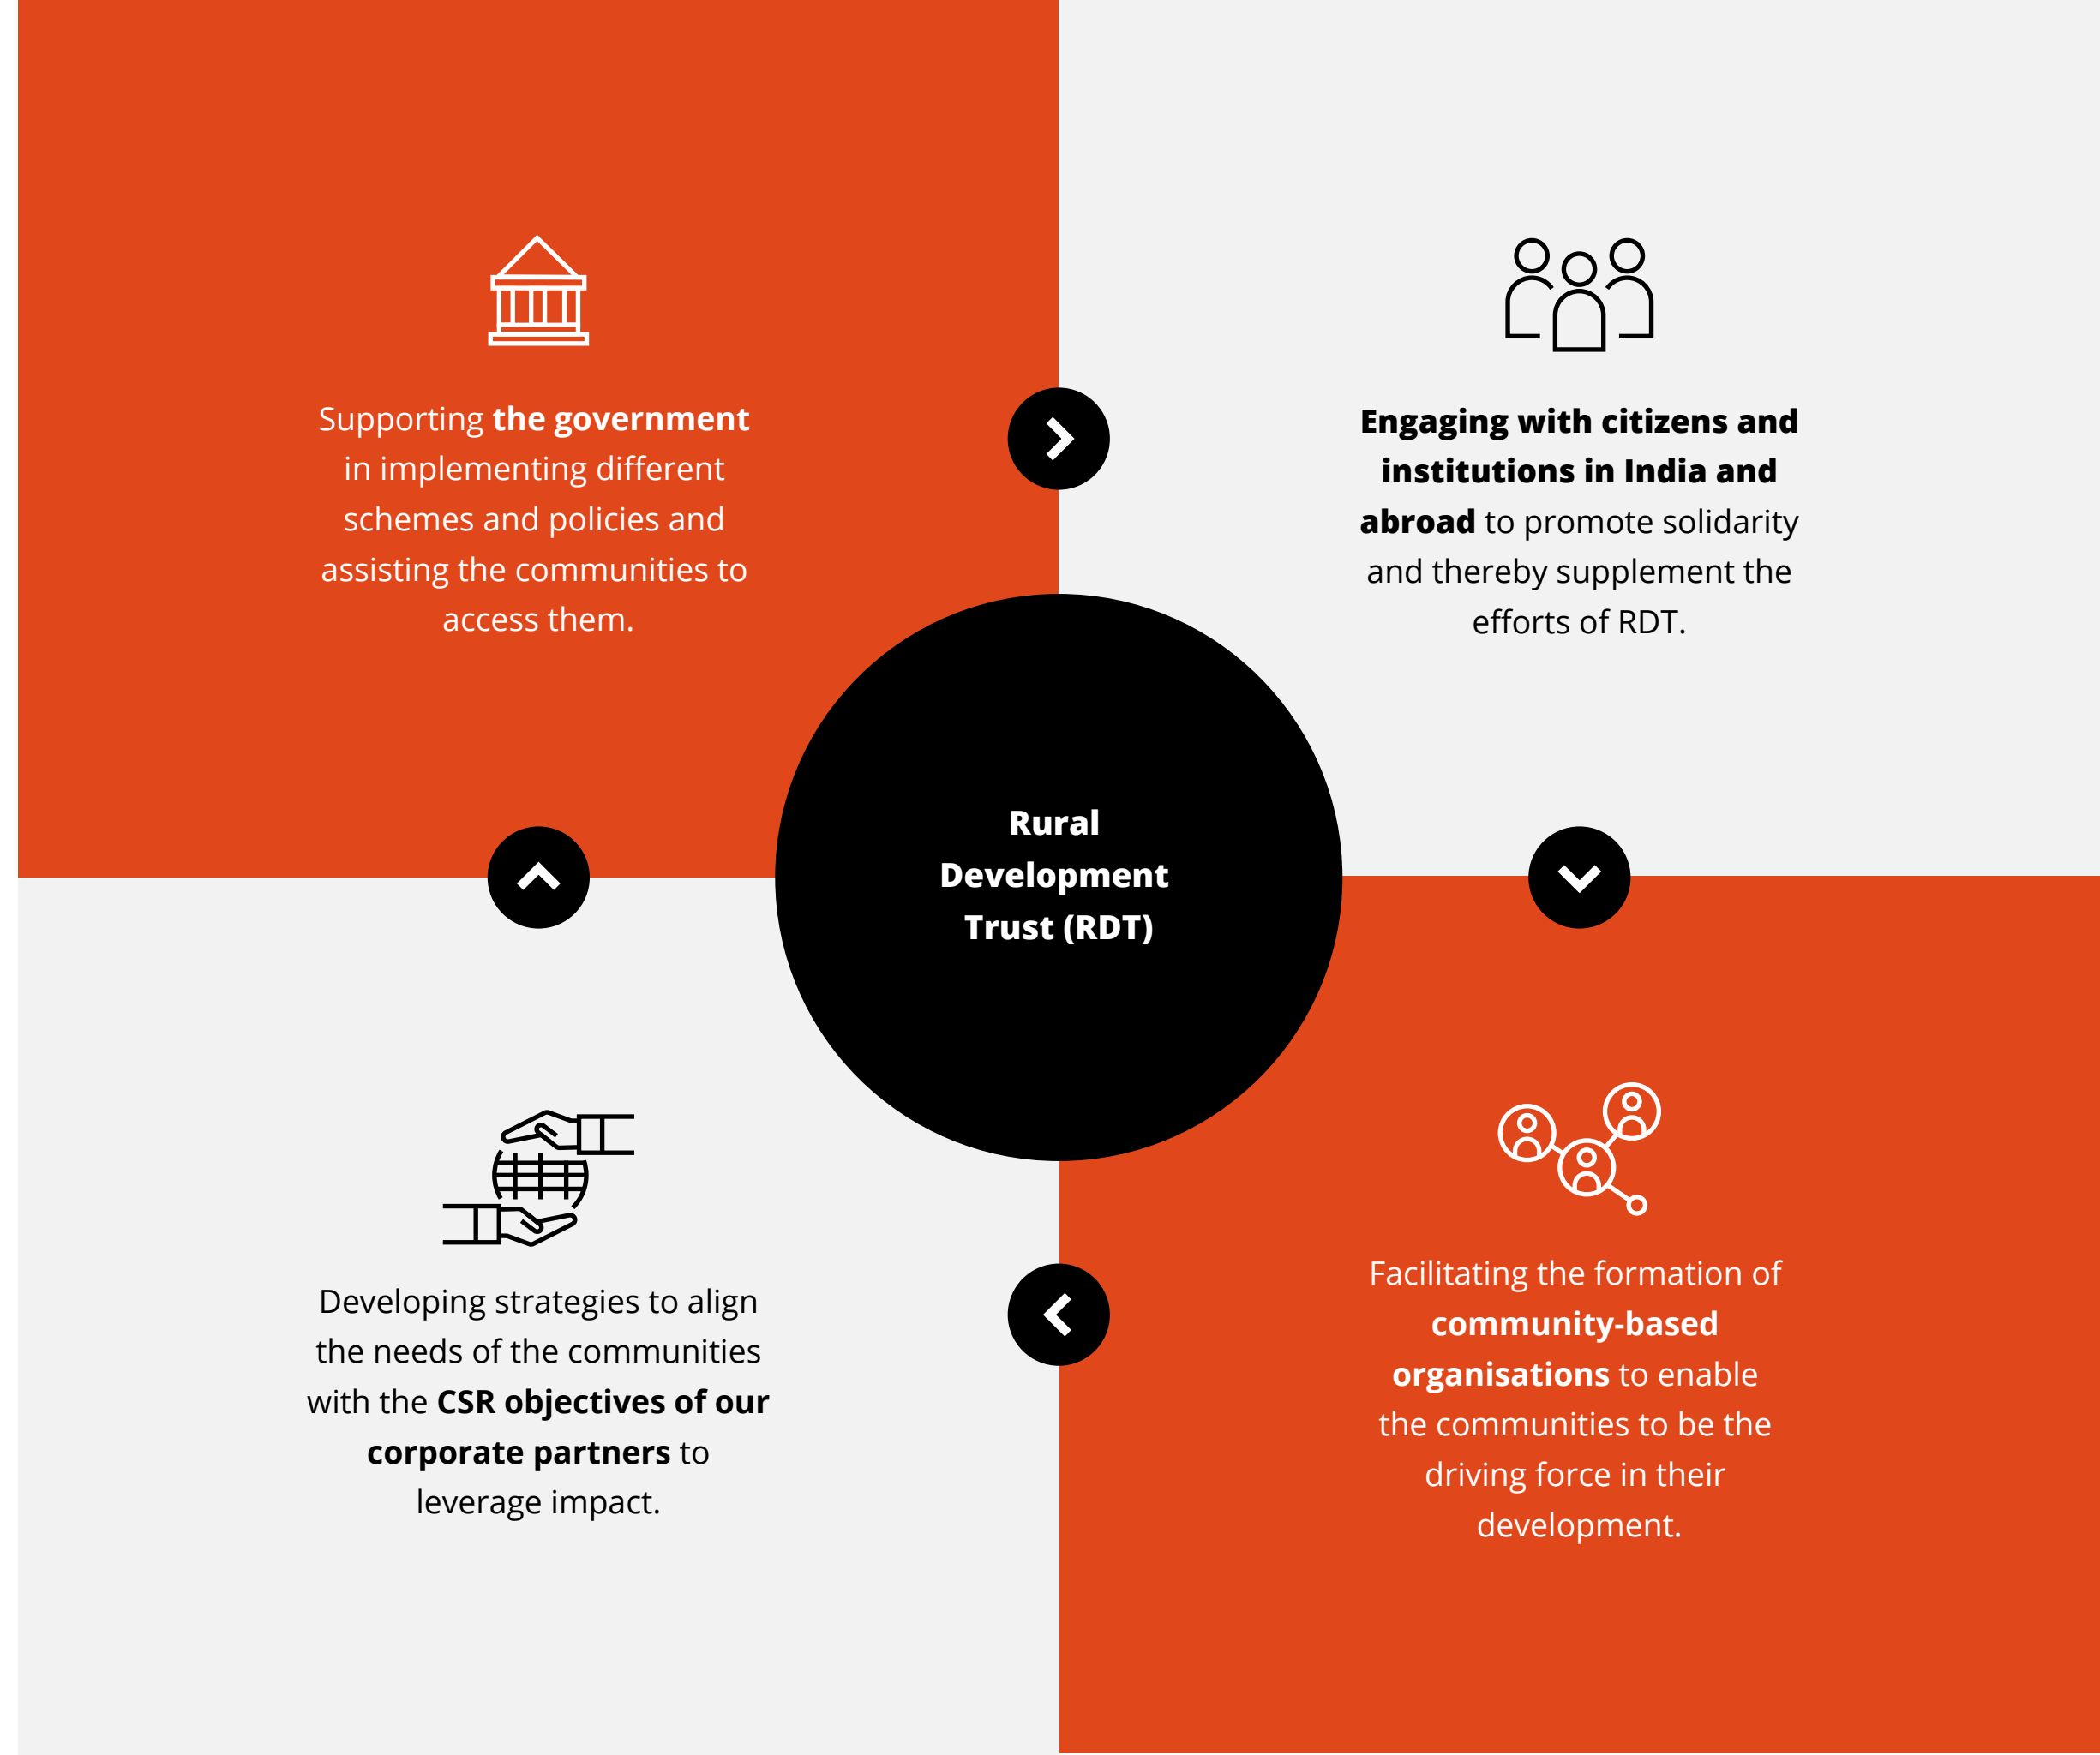 Supporting the government
in implementing different
schemes and policies and
assisting the communities to
access them.
Engaging with citizens and
institutions in India and
abroad to promote solidarity
and thereby supplement the
efforts of RDT.
Rural
Development
Trust (RDT)
Developing strategies to align
the needs of the communities
with the CSR objectives of our
corporate partners to
leverage impact.
Facilitating the formation of
community-based
organisations to enable
the communities to be the
driving force in their
development.